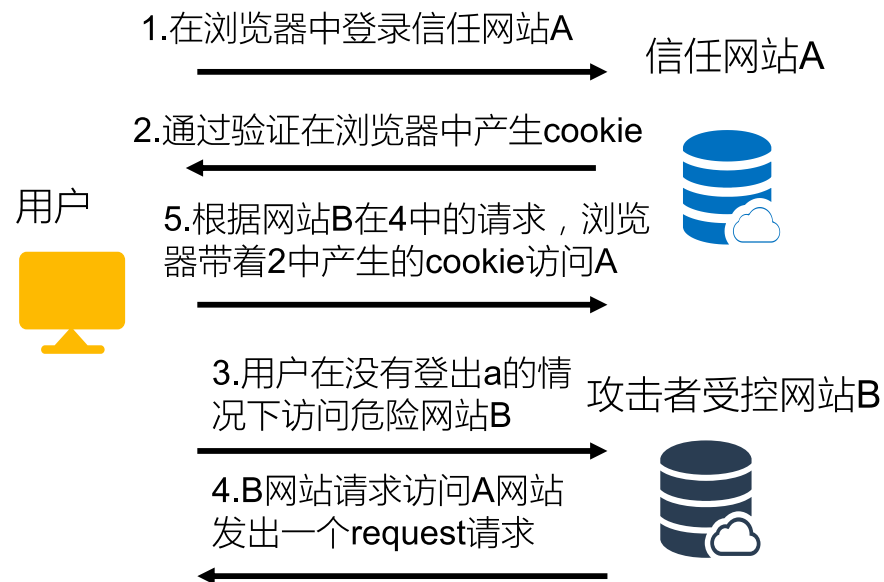 1.在浏览器中登录信任网站A
信任网站A
2.通过验证在浏览器中产生cookie
用户
5.根据网站B在4中的请求，浏览
器带着2中产生的cookie访问A
3.用户在没有登出a的情
况下访问危险网站B
攻击者受控网站B
4.B网站请求访问A网站
发出一个request请求